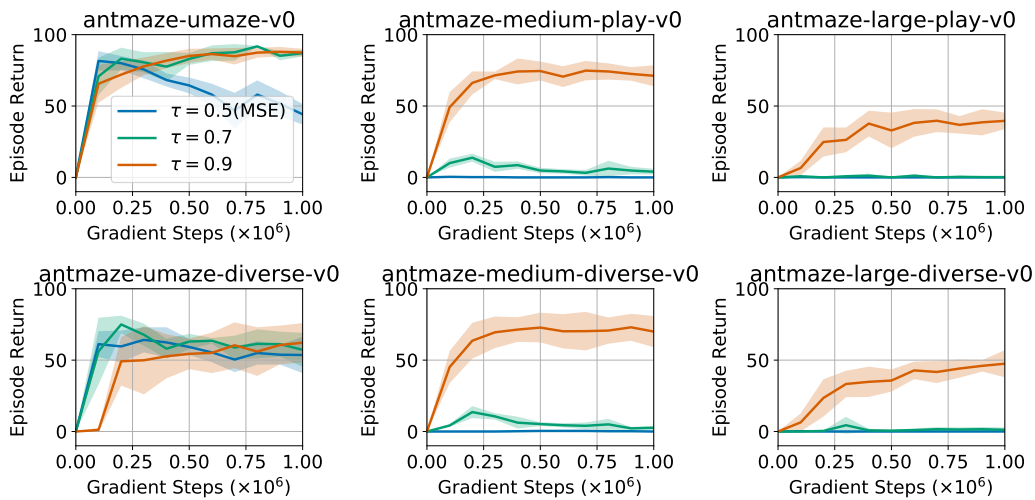 antmaze-umaze-v0
Episode Return
100
50
0
τ = 0.5(MSE)
τ = 0.7
τ = 0.9
0.00 0.25 0.50 0.75 1.00
Gradient Steps (×10⁶)
antmaze-medium-play-v0
Episode Return
100
50
0
0.00 0.25 0.50 0.75 1.00
Gradient Steps (×10⁶)
antmaze-large-play-v0
Episode Return
100
50
0
0.00 0.25 0.50 0.75 1.00
Gradient Steps (×10⁶)
antmaze-umaze-diverse-v0
Episode Return
100
50
0
0.00 0.25 0.50 0.75 1.00
Gradient Steps (×10⁶)
antmaze-medium-diverse-v0
Episode Return
100
50
0
0.00 0.25 0.50 0.75 1.00
Gradient Steps (×10⁶)
antmaze-large-diverse-v0
Episode Return
100
50
0
0.00 0.25 0.50 0.75 1.00
Gradient Steps (×10⁶)